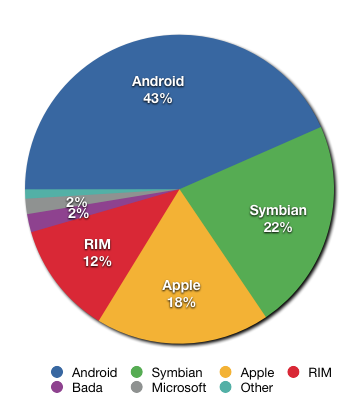 Android
43%
Symbian
22%
2%
2%
RIM
12%
Apple
18%
Android Symbian Apple RIM
Bada Microsoft Other